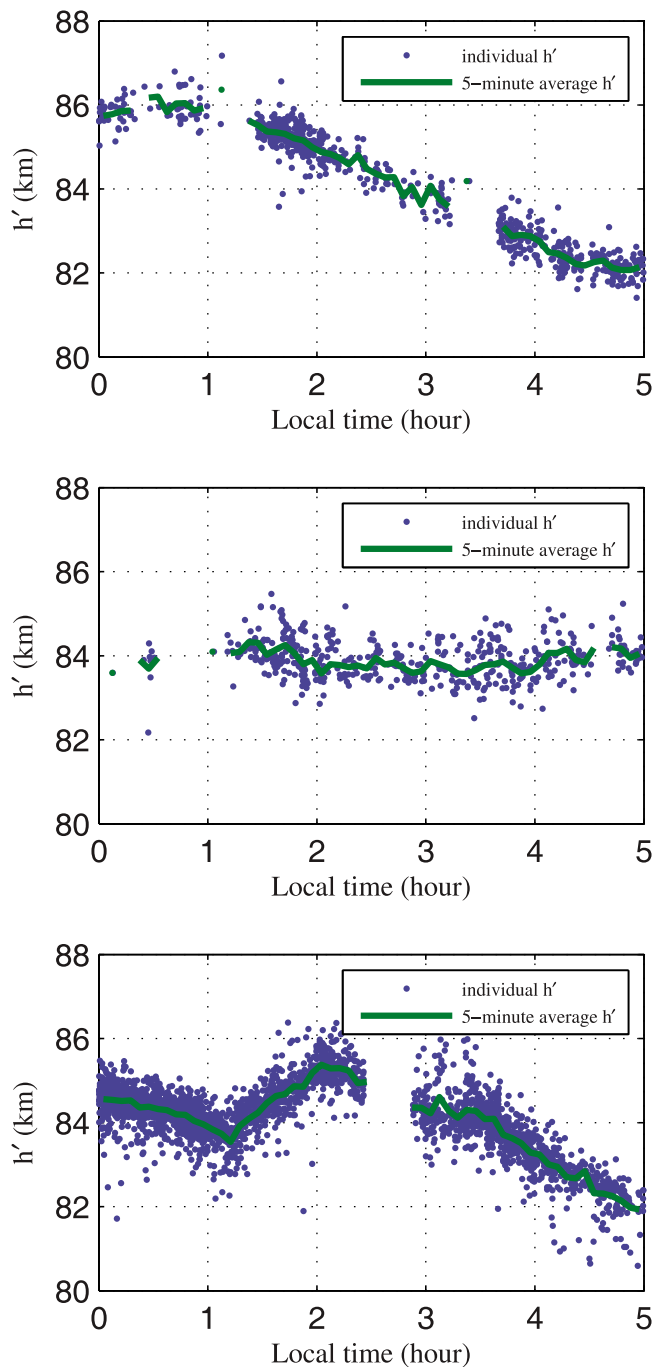 88
86
84
82
80
h′ (km)
individual h′
5−minute average h′
0 1 2 3 4 5
Local time (hour)
88
86
84
82
80
h′ (km)
individual h′
5−minute average h′
0 1 2 3 4 5
Local time (hour)
88
86
84
82
80
h′ (km)
individual h′
5−minute average h′
0 1 2 3 4 5
Local time (hour)